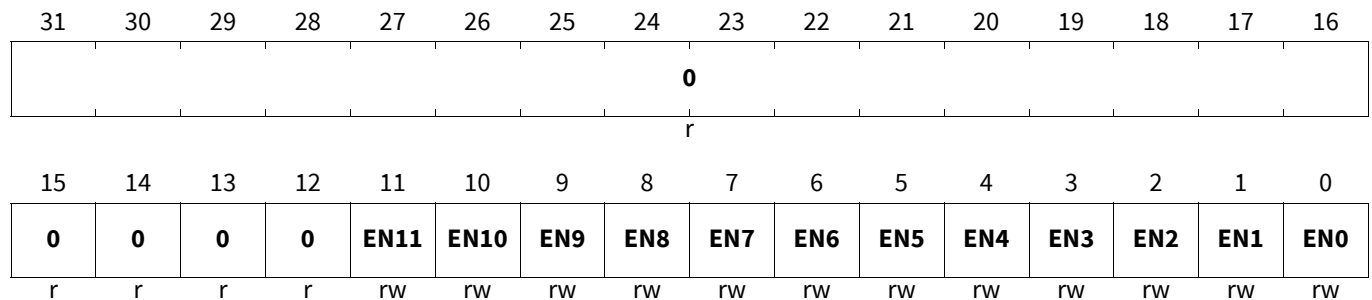 31 30 29 28 27 26 25 24 23 22 21 20 19 18 17 16
0
r
15 14 13 12 11 10 9 8 7 6 5 4 3 2 1 0
0 0 0 0 EN11 EN10 EN9 EN8 EN7 EN6 EN5 EN4 EN3 EN2 EN1 EN0
r r r r rw rw rw rw rw rw rw rw rw rw rw rw